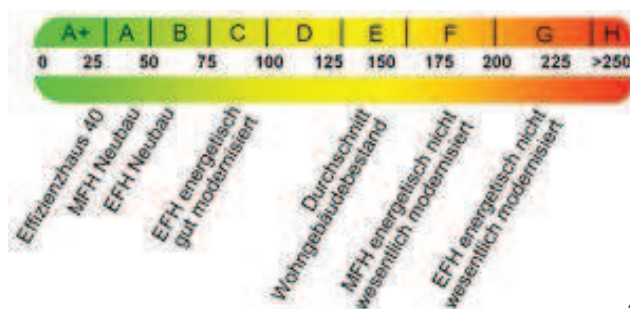 A+ A B C D E F G H
0 25 50 75 100 125 150 175 200 225 >250
Effizienzhaus 40
MFH Neubau
EFH Neubau
EFH energetisch
gut modernisiert
Durchschnitt
Wohngebäudebestand
MFH energetisch nicht
wesentlich modernisiert
EFH energetisch nicht
wesentlich modernisiert